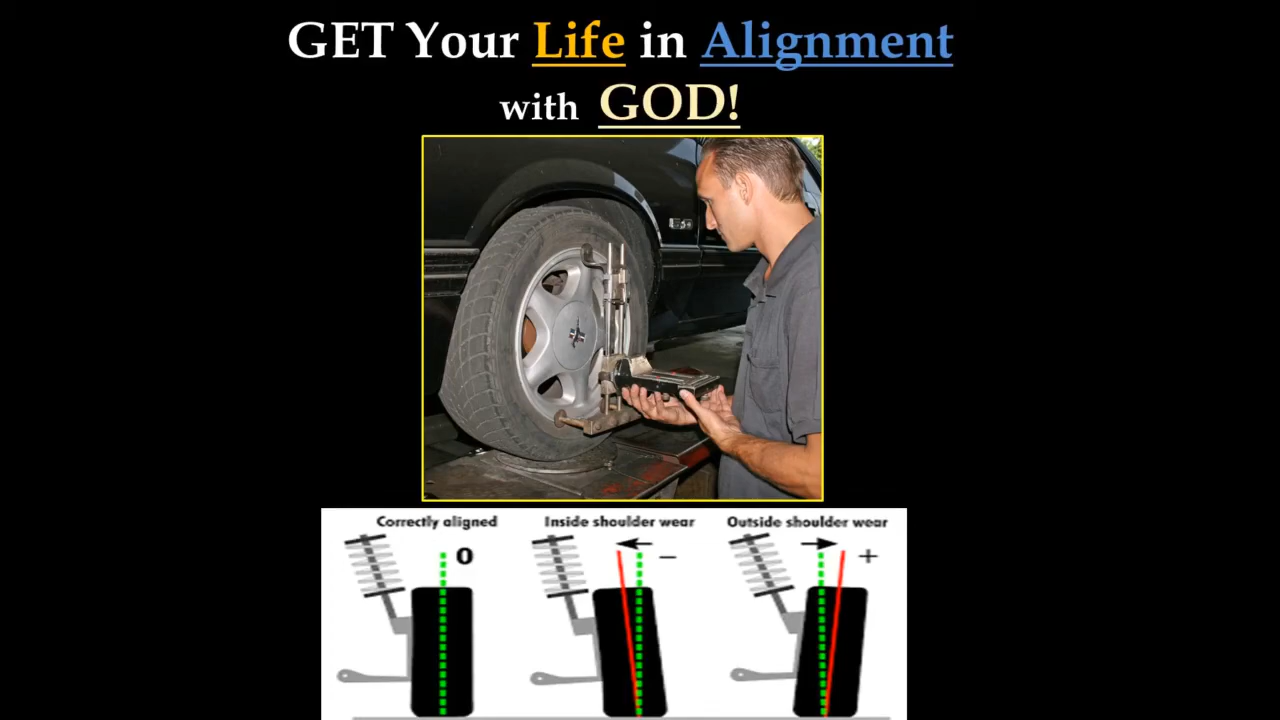 GET Your Life in Alignment
with GOD!
Correctly aligned
Inside shoulder wear
Outside shoulder wear
0
−
+